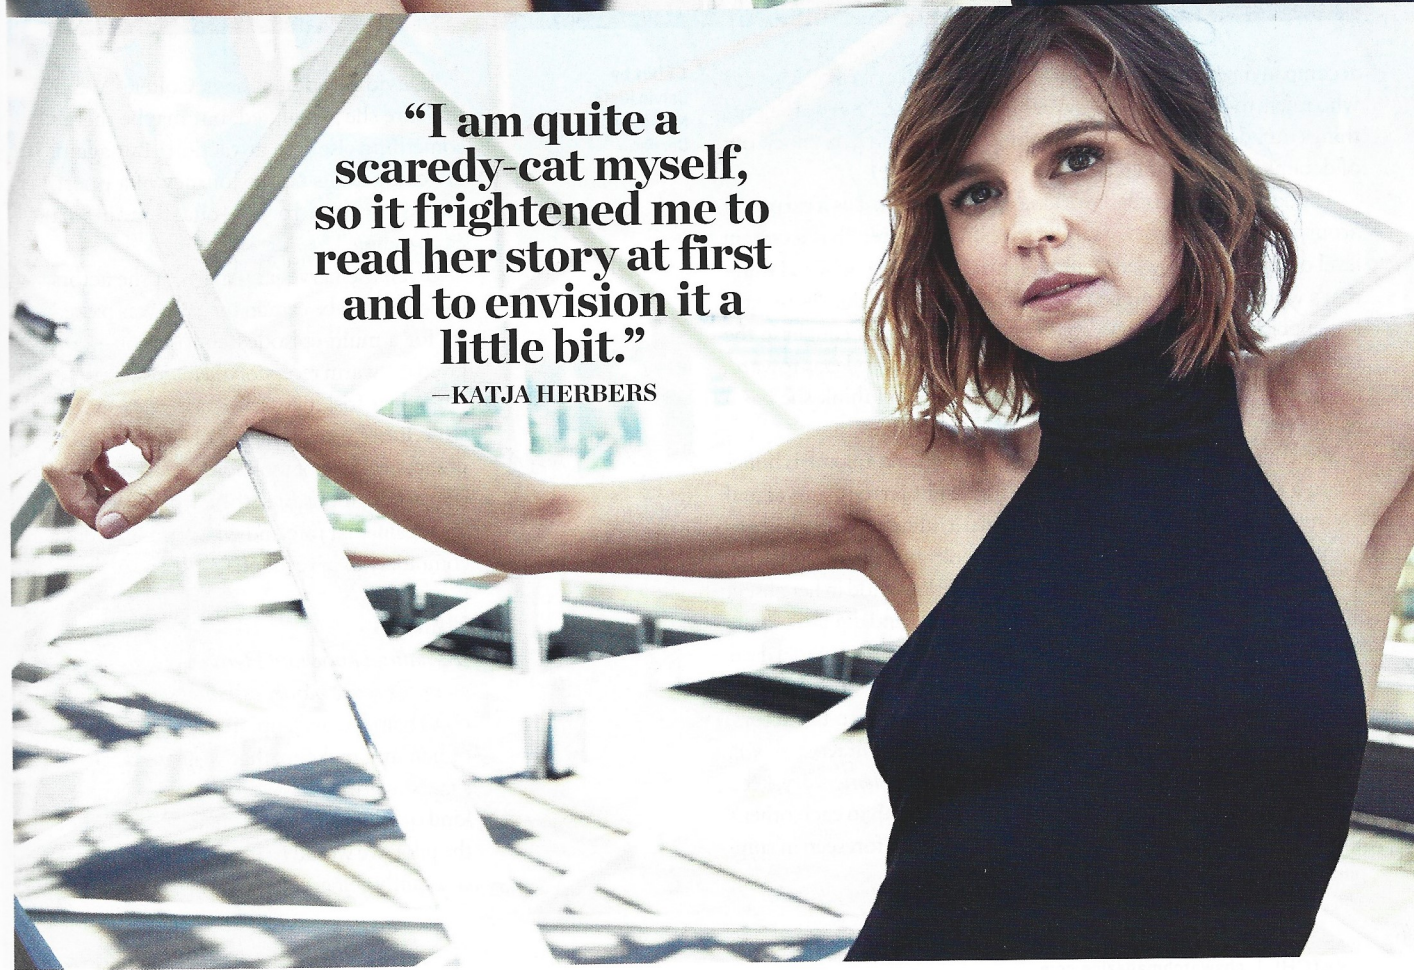 “I am quite a
scaredy-cat myself,
so it frightened me to
read her story at first
and to envision it a
little bit.”
—KATJA HERBERS